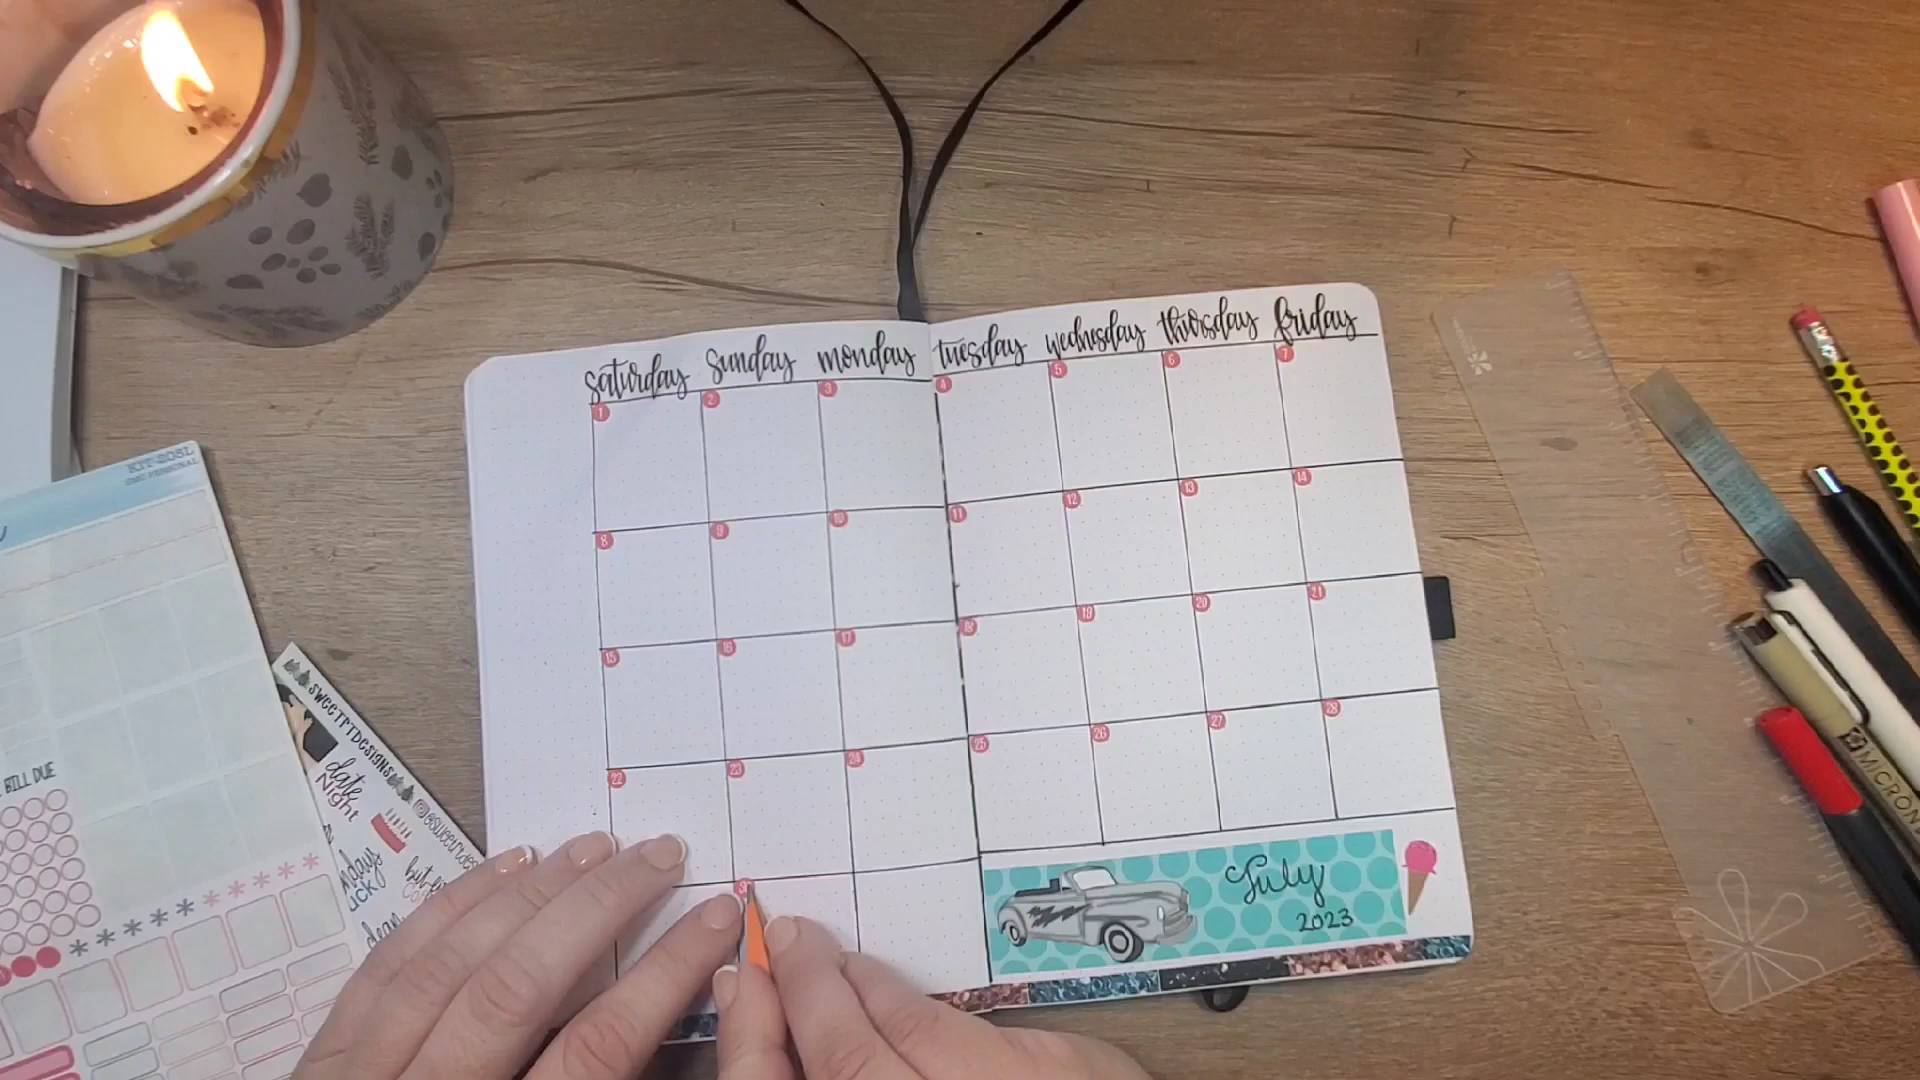 saturday sunday monday tuesday wednesday thursday friday
1 2 3 4 5 6 7
8 9 10 11 12 13 14
15 16 17 18 19 20 21
22 23 24 25 26 27 28
July
2023
KIT-208L
BILL DUE
SWEETRTDESIGNS
date
Night
clean
MICRON